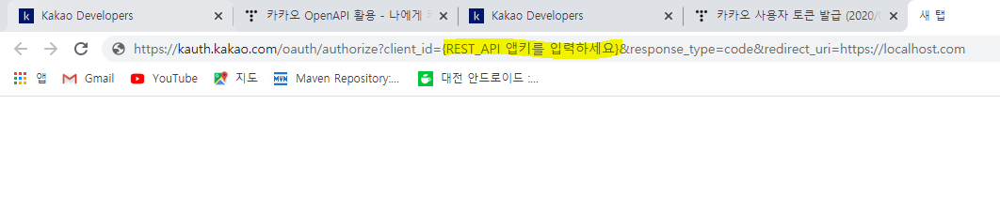 Kakao Developers
카카오 OpenAPI 활용 - 나에게
Kakao Developers
카카오 사용자 토큰 발급 (2020/
새 탭
https://kauth.kakao.com/oauth/authorize?client_id={REST_API 앱키를 입력하세요}&response_type=code&redirect_uri=https://localhost.com
앱 Gmail YouTube 지도 Maven Repository:... 대전 안드로이드 :...